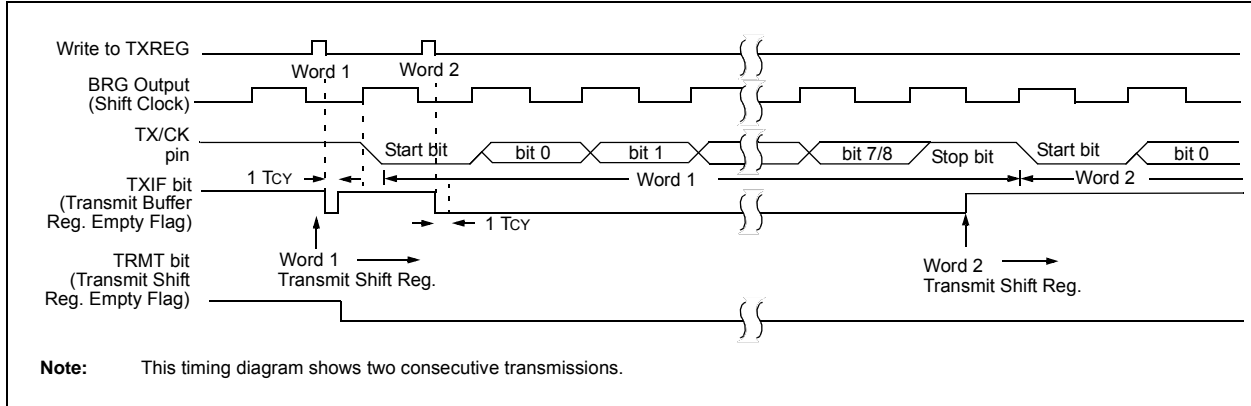 Write to TXREG
Word 1
Word 2
BRG Output
(Shift Clock)
TX/CK
pin
Start bit
bit 0
bit 1
bit 7/8
Stop bit
Start bit
bit 0
1 TCY
Word 1
Word 2
TXIF bit
(Transmit Buffer
Reg. Empty Flag)
1 TCY
Word 1
Transmit Shift Reg.
Word 2
Transmit Shift Reg.
TRMT bit
(Transmit Shift
Reg. Empty Flag)
Note: This timing diagram shows two consecutive transmissions.